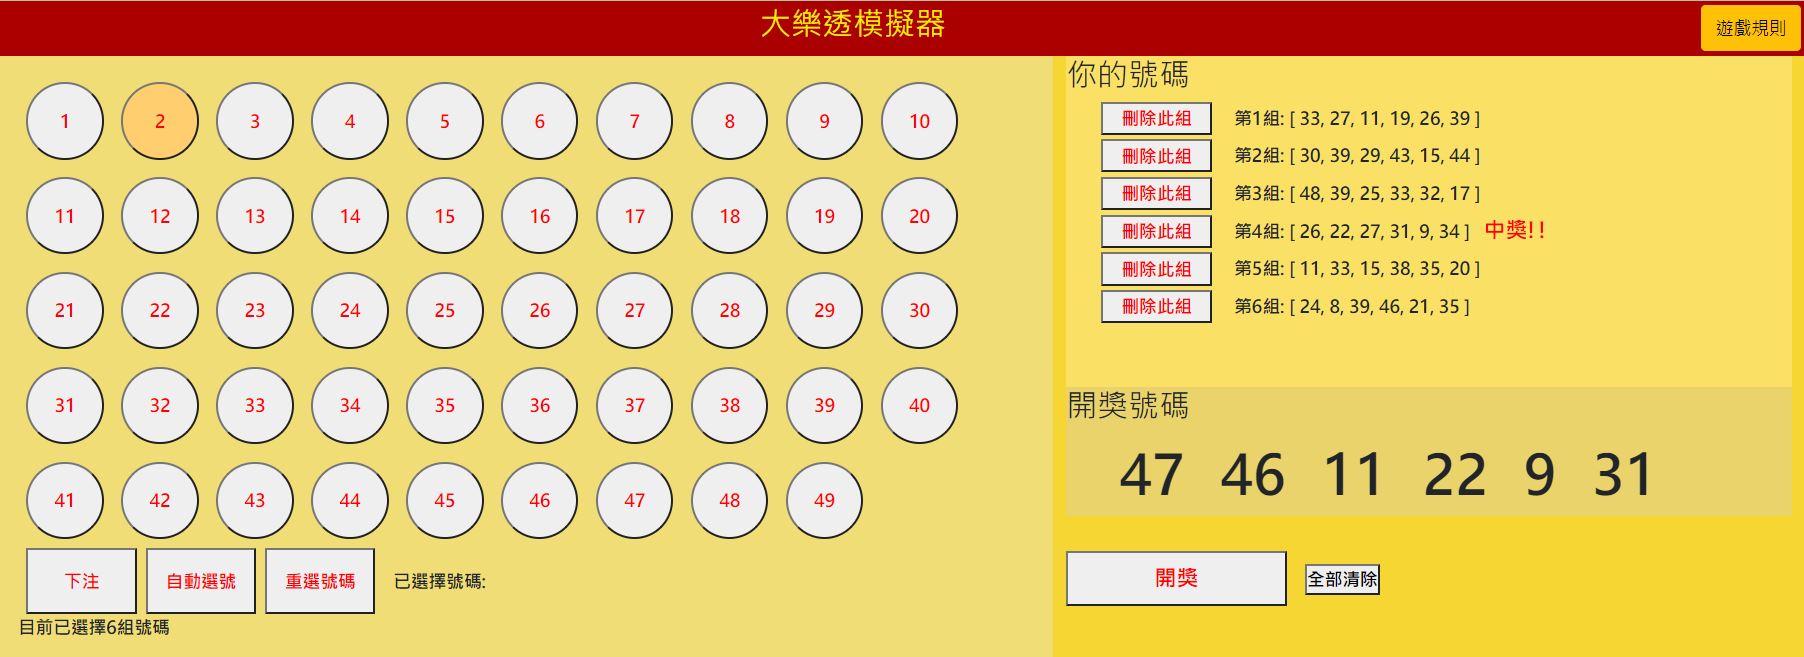 大樂透模擬器
遊戲規則
1 2 3 4 5 6 7 8 9 10
11 12 13 14 15 16 17 18 19 20
21 22 23 24 25 26 27 28 29 30
31 32 33 34 35 36 37 38 39 40
41 42 43 44 45 46 47 48 49
下注 自動選號 重選號碼 已選擇號碼:
目前已選擇6組號碼
你的號碼
刪除此組 第1組: [ 33, 27, 11, 19, 26, 39 ]
刪除此組 第2組: [ 30, 39, 29, 43, 15, 44 ]
刪除此組 第3組: [ 48, 39, 25, 33, 32, 17 ]
刪除此組 第4組: [ 26, 22, 27, 31, 9, 34 ] 中獎!!
刪除此組 第5組: [ 11, 33, 15, 38, 35, 20 ]
刪除此組 第6組: [ 24, 8, 39, 46, 21, 35 ]
開獎號碼
47 46 11 22 9 31
開獎 全部清除